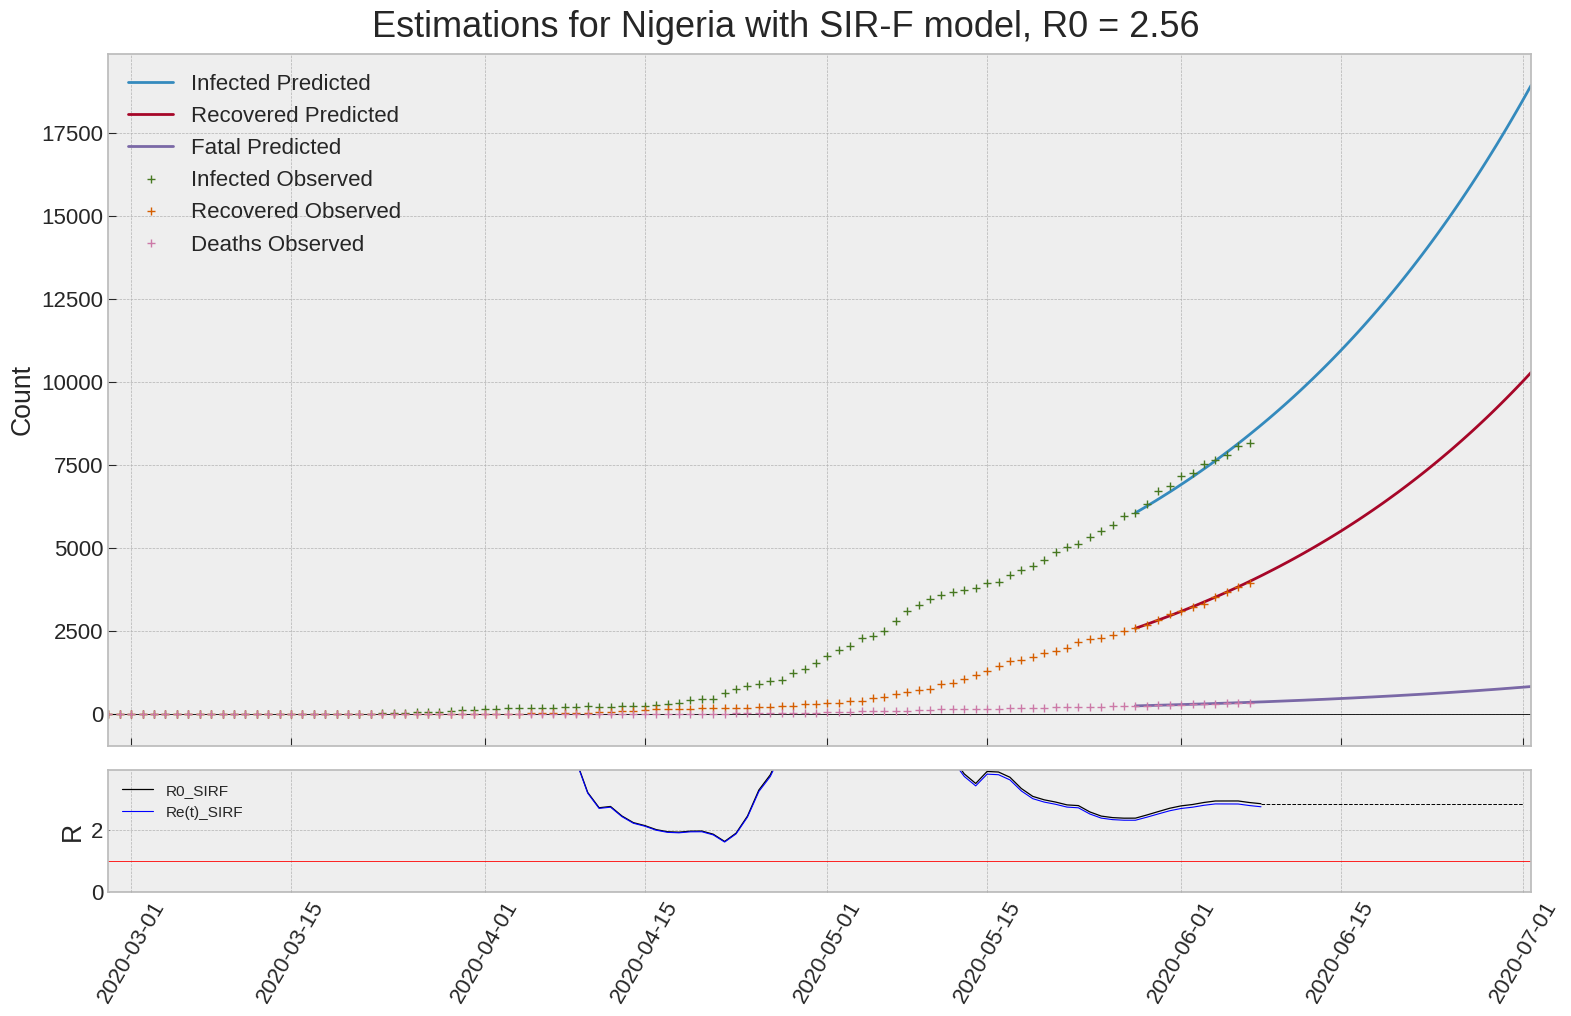 Estimations for Nigeria with SIR-F model, R0 = 2.56
Infected Predicted
Recovered Predicted
Fatal Predicted
Infected Observed
Recovered Observed
Deaths Observed
17500
15000
12500
10000
7500
5000
2500
0
Count
R0_SIRF
Re(t)_SIRF
2
0
R
2020-03-01
2020-03-15
2020-04-01
2020-04-15
2020-05-01
2020-05-15
2020-06-01
2020-06-15
2020-07-01